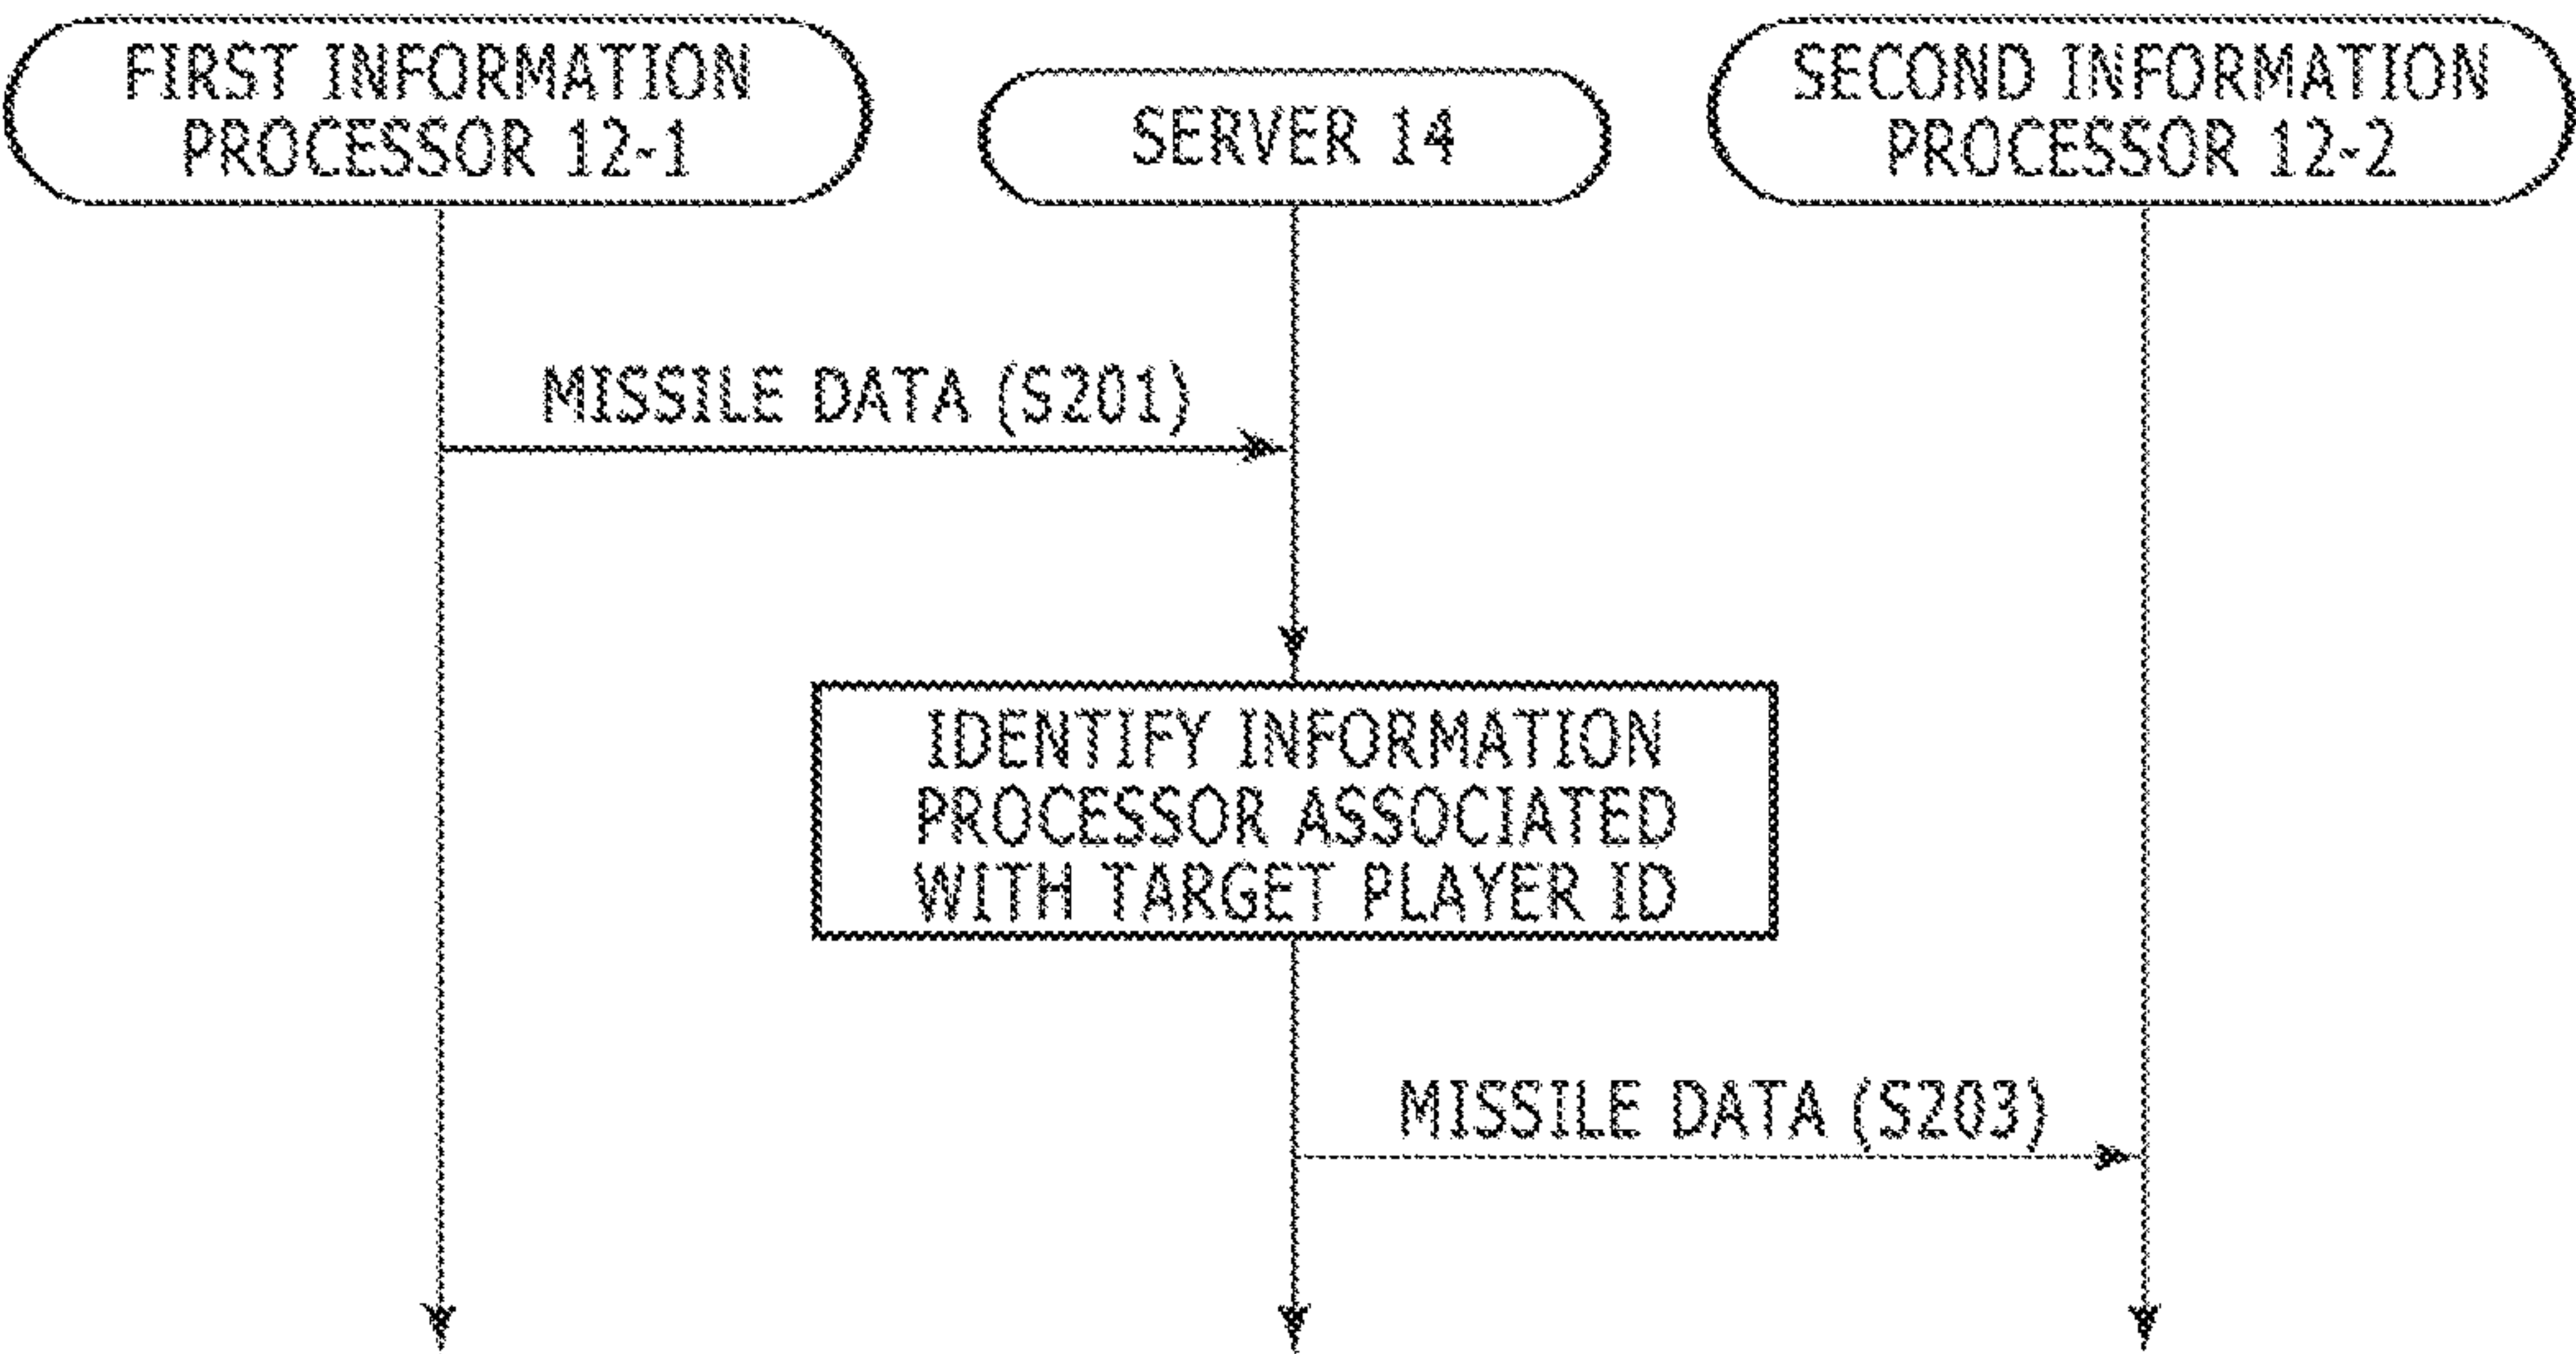 FIRST INFORMATION
PROCESSOR 12-1
SERVER 14
SECOND INFORMATION
PROCESSOR 12-2
MISSILE DATA (S201)
IDENTIFY INFORMATION
PROCESSOR ASSOCIATED
WITH TARGET PLAYER ID
MISSILE DATA (S203)